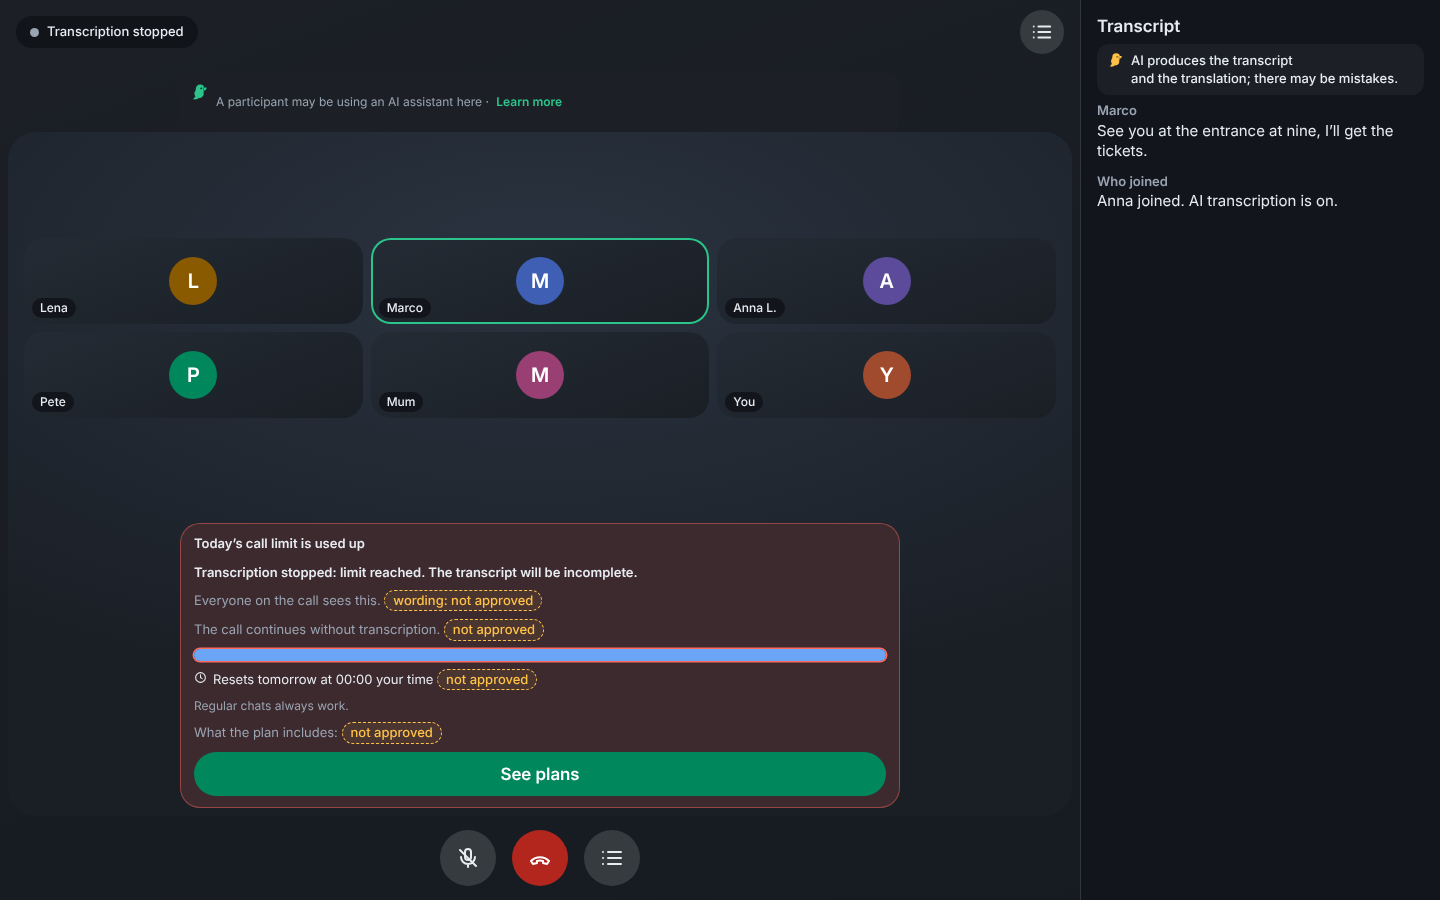 Transcription stopped
A participant may be using an AI assistant here · Learn more
L
Lena
M
Marco
A
Anna L.
P
Pete
M
Mum
Y
You
Today’s call limit is used up
Transcription stopped: limit reached. The transcript will be incomplete.
Everyone on the call sees this. wording: not approved
The call continues without transcription. not approved
Resets tomorrow at 00:00 your time not approved
Regular chats always work.
What the plan includes: not approved
See plans
Transcript
AI produces the transcript
and the translation; there may be mistakes.
Marco
See you at the entrance at nine, I’ll get the
tickets.
Who joined
Anna joined. AI transcription is on.